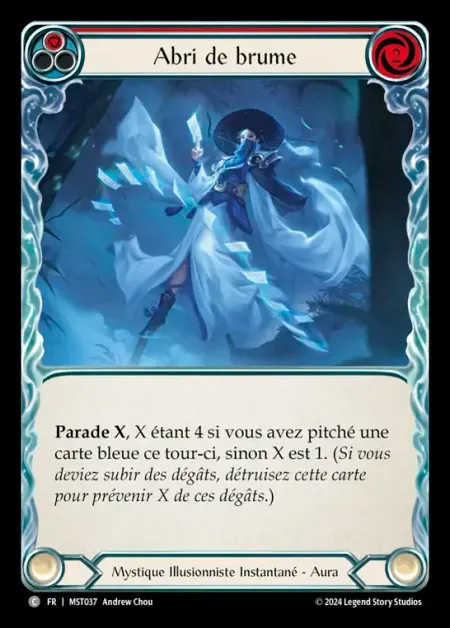 Abri de brume
2
Parade X, X étant 4 si vous avez pitché une
carte bleue ce tour-ci, sinon X est 1. (Si vous
deviez subir des dégâts, détruisez cette carte
pour prévenir X de ces dégâts.)
Mystique Illusionniste Instantané - Aura
C FR | MST037 Andrew Chou
© 2024 Legend Story Studios